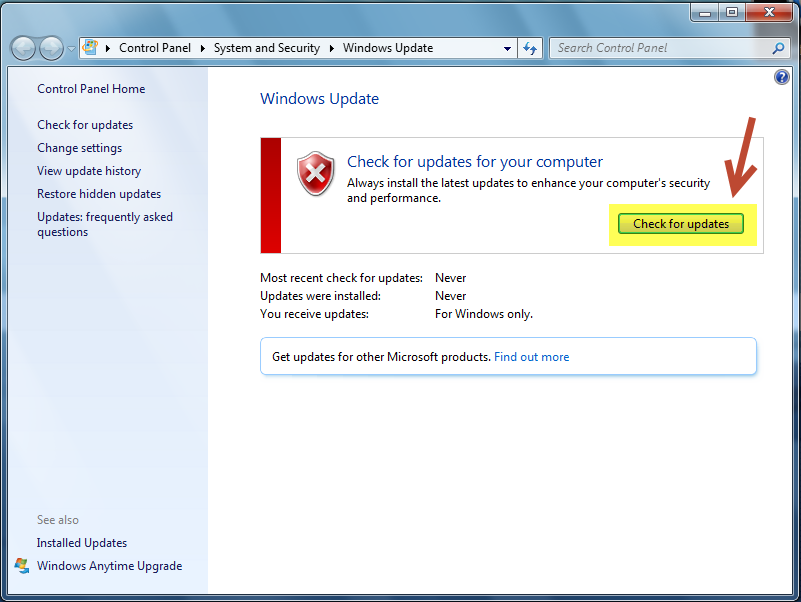 Control Panel System and Security Windows Update Search Control Panel
Control Panel Home
Check for updates
Change settings
View update history
Restore hidden updates
Updates: frequently asked
questions
Windows Update
Check for updates for your computer
Always install the latest updates to enhance your computer's security
and performance.
Check for updates
Most recent check for updates: Never
Updates were installed: Never
You receive updates: For Windows only.
Get updates for other Microsoft products. Find out more
See also
Installed Updates
Windows Anytime Upgrade